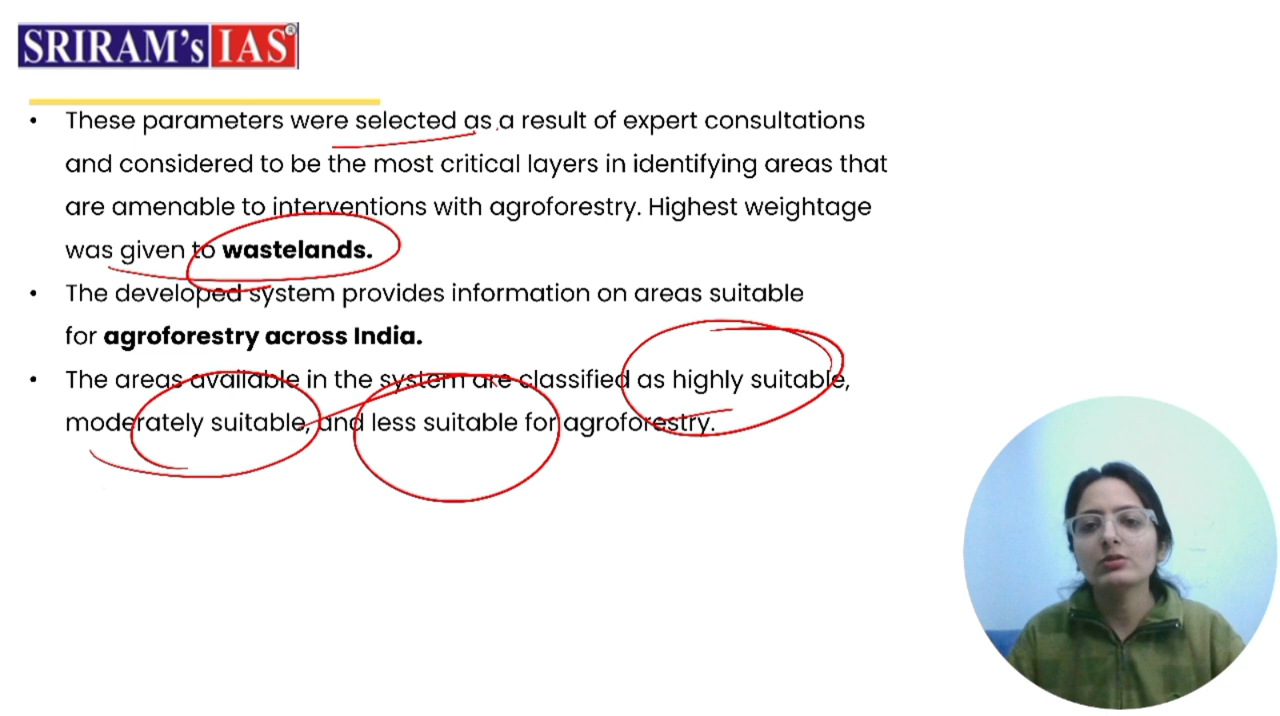 SRIRAM's IAS®
• These parameters were selected as a result of expert consultations
and considered to be the most critical layers in identifying areas that
are amenable to interventions with agroforestry. Highest weightage
was given to wastelands.
• The developed system provides information on areas suitable
for agroforestry across India.
• The areas available in the system are classified as highly suitable,
moderately suitable, and less suitable for agroforestry.